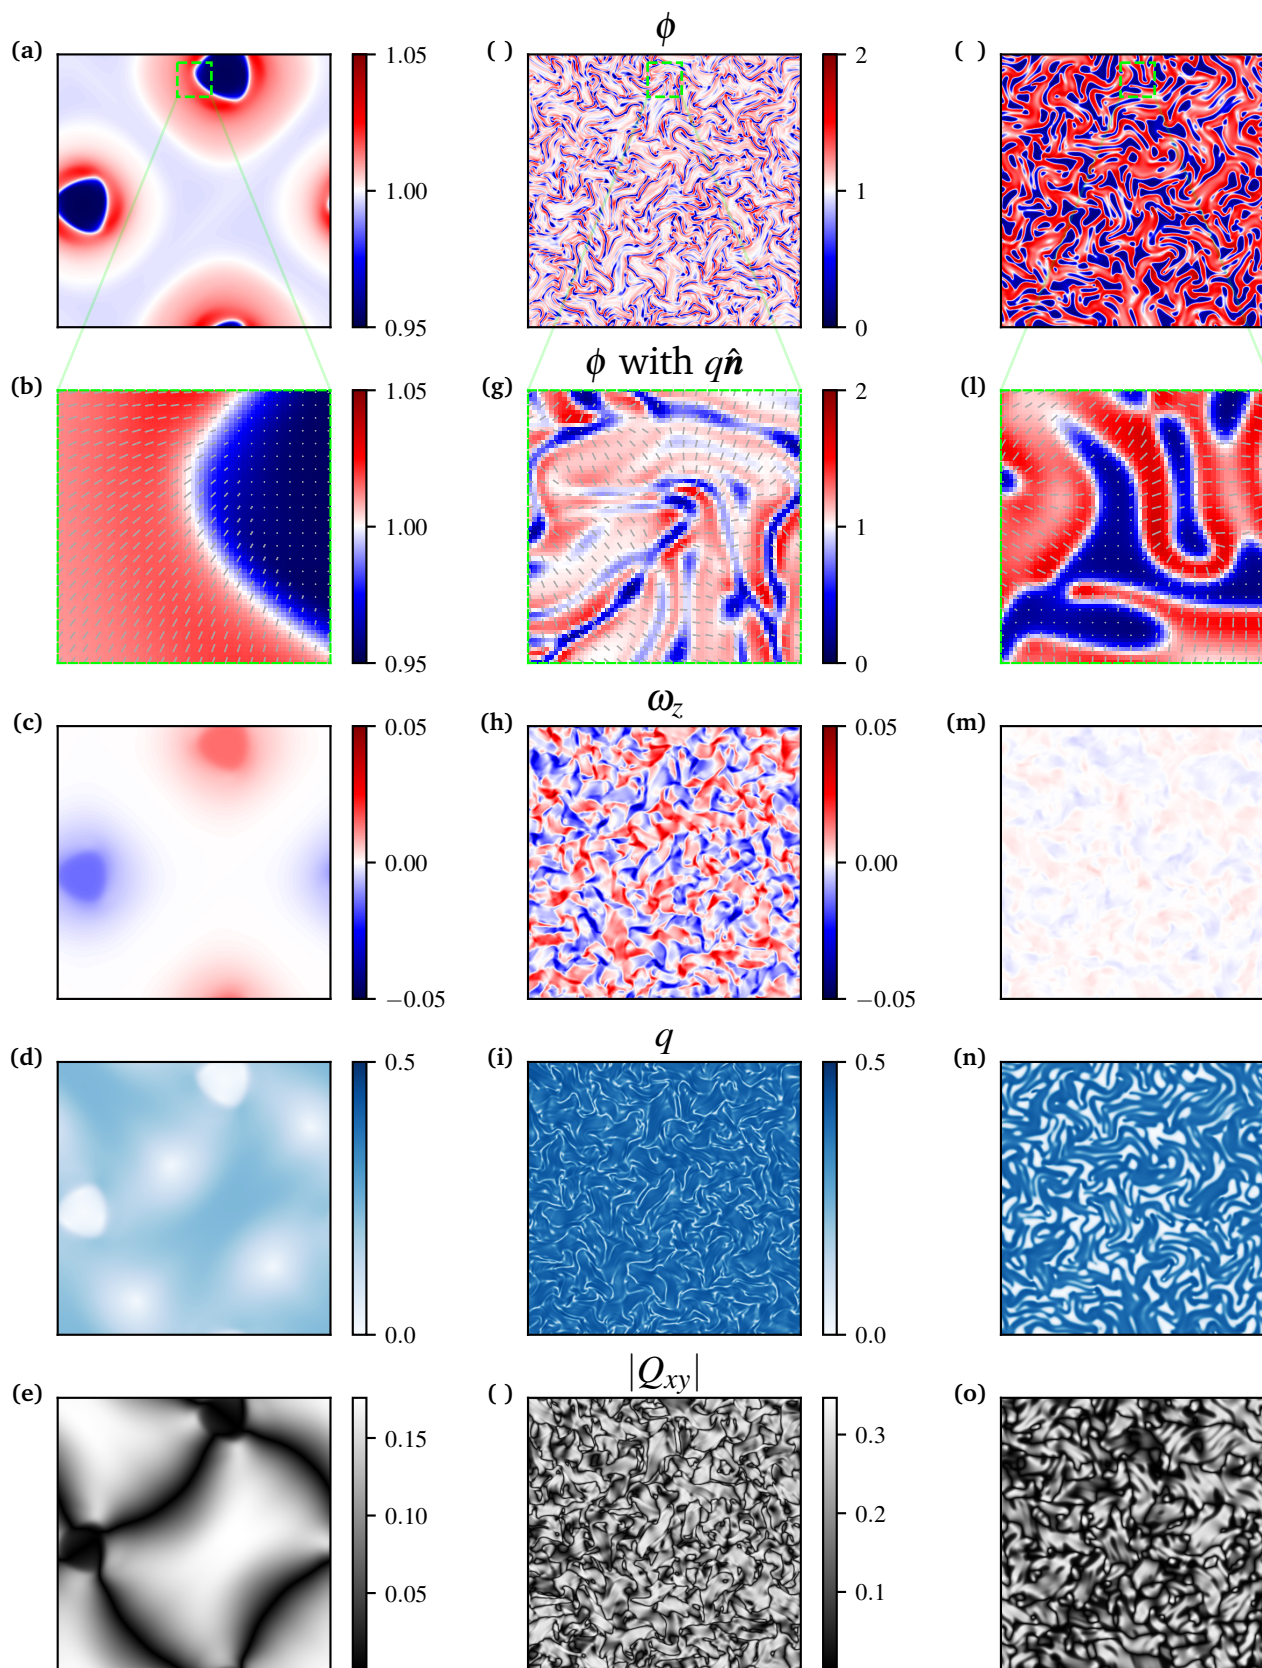 ϕ
(a) ( ) ( )
1.05 2
1.00 1
0.95 0
ϕ with qn̂
(b) (g) (l)
1.05 2
1.00 1
0.95 0
ω_z
(c) (h) (m)
0.05 0.05
0.00 0.00
−0.05 −0.05
q
(d) (i) (n)
0.5 0.5
0.0 0.0
|Q_xy|
(e) ( ) (o)
0.15 0.3
0.10 0.2
0.05 0.1